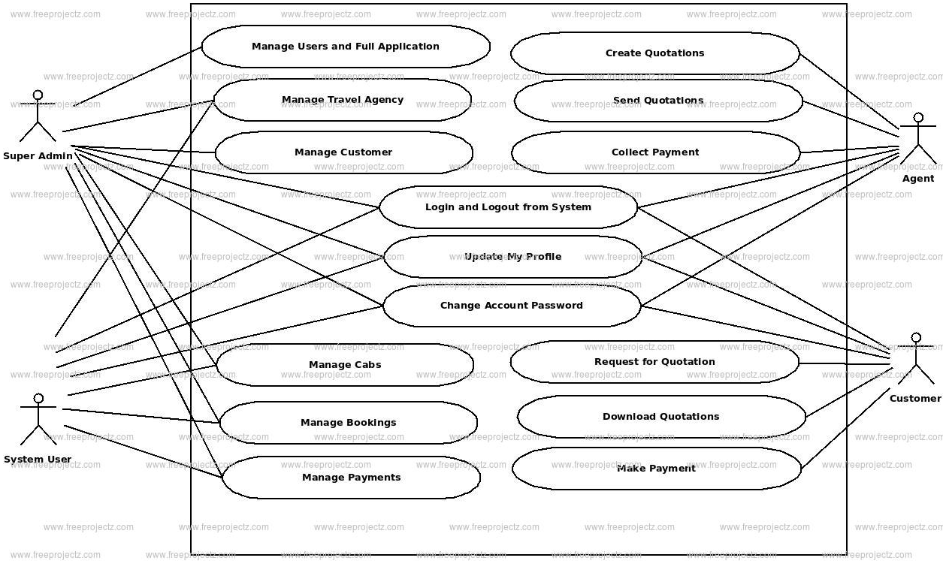 Manage Users and Full Application
Create Quotations
Manage Travel Agency
Send Quotations
Super Admin
Manage Customer
Collect Payment
Agent
Login and Logout from System
Update My Profile
Change Account Password
Manage Cabs
Request for Quotation
Customer
Manage Bookings
Download Quotations
System User
Manage Payments
Make Payment
www.freeprojectz.com